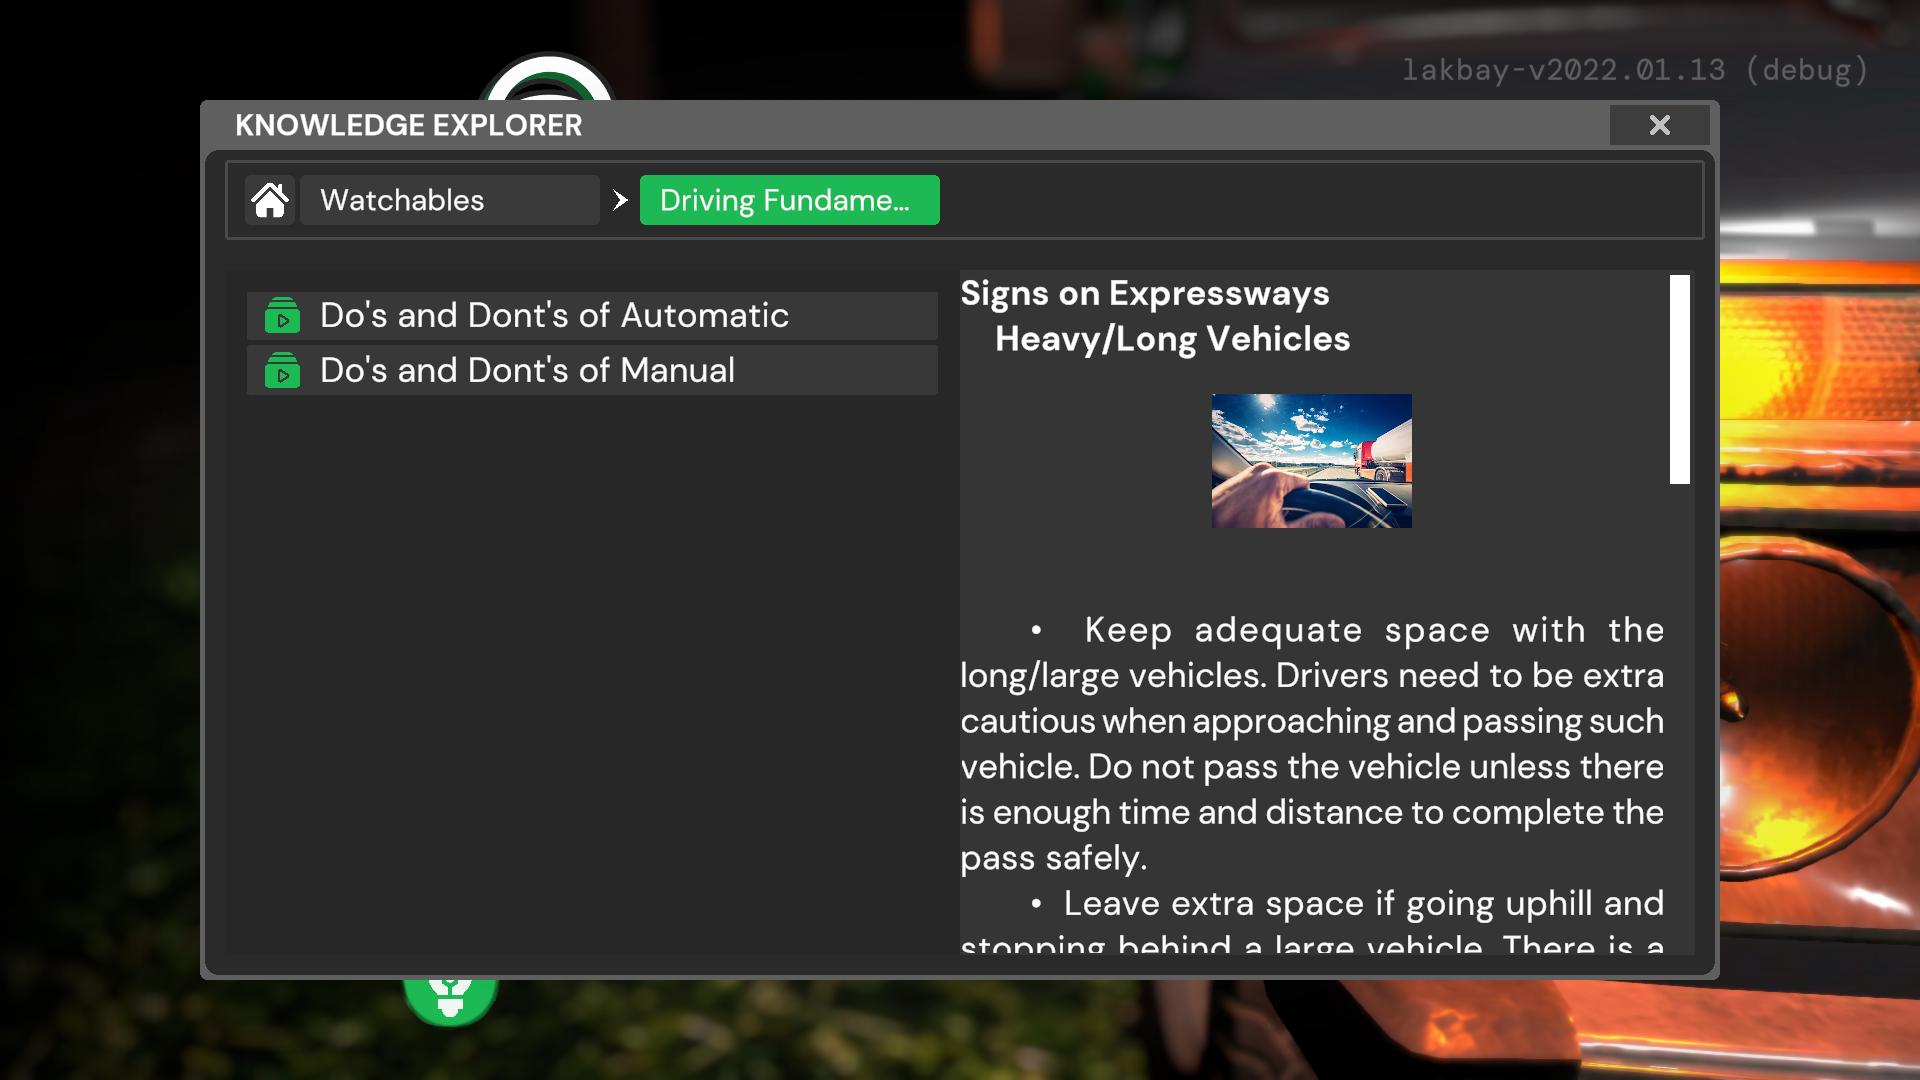 lakbay-v2022.01.13 (debug)
KNOWLEDGE EXPLORER
Watchables
Driving Fundame...
Do's and Dont's of Automatic
Do's and Dont's of Manual
Signs on Expressways
Heavy/Long Vehicles
• Keep adequate space with the
long/large vehicles. Drivers need to be extra
cautious when approaching and passing such
vehicle. Do not pass the vehicle unless there
is enough time and distance to complete the
pass safely.
• Leave extra space if going uphill and
stopping behind a large vehicle. There is a